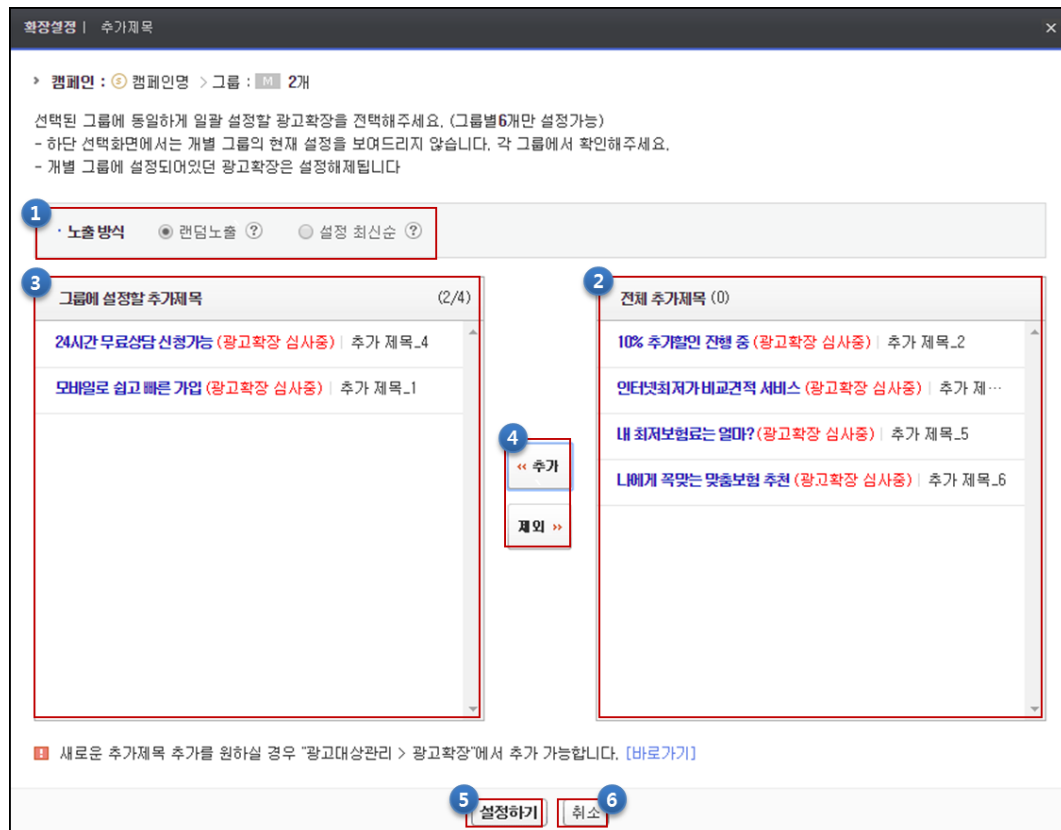 확장설정 | 추가제목 ×
> 캠페인 : ⓢ 캠페인명 > 그룹 : M 2개
선택된 그룹에 동일하게 일괄 설정할 광고확장을 전택해주세요. (그룹별6개만 설정가능)
- 하단 선택화면에서는 개별 그룹의 현재 설정을 보여드리지 않습니다. 각 그룹에서 확인해주세요.
- 개별 그룹에 설정되어있던 광고확장은 설정해제됩니다
1
· 노출 방식 랜덤노출 ? 설정 최신순 ?
3
그룹에 설정할 추가제목 (2/4)
24시간 무료상담 신청가능 (광고확장 심사중) | 추가 제목_4
모바일로 쉽고 빠른 가입 (광고확장 심사중) | 추가 제목_1
4
« 추가
제외 »
2
전체 추가제목 (0)
10% 추가할인 진행 중 (광고확장 심사중) | 추가 제목_2
인터넷최저가비교견적 서비스 (광고확장 심사중) | 추가 제…
내 최저보험료는 얼마? (광고확장 심사중) | 추가 제목_5
나에게 꼭맞는 맞춤보험 추천 (광고확장 심사중) | 추가 제목_6
! 새로운 추가제목 추가를 원하실 경우 "광고대상관리 > 광고확장"에서 추가 가능합니다. [바로가기]
5 설정하기 취소 6